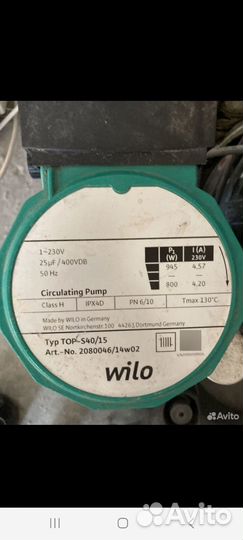 1~230V
25µF/400VDB
50 Hz
P₁ (W) I (A) 230V
945 4,57
— —
800 4,20
Circulating Pump
Class H IPX4D PN 6/10 Tmax 130°C
Made by WILO in Germany
WILO SE Nortkirchenstr. 100 44263 Dortmund Germany
Typ TOP-S40/15
Art.-No. 2080046/14w02
wilo
Avito
Avito